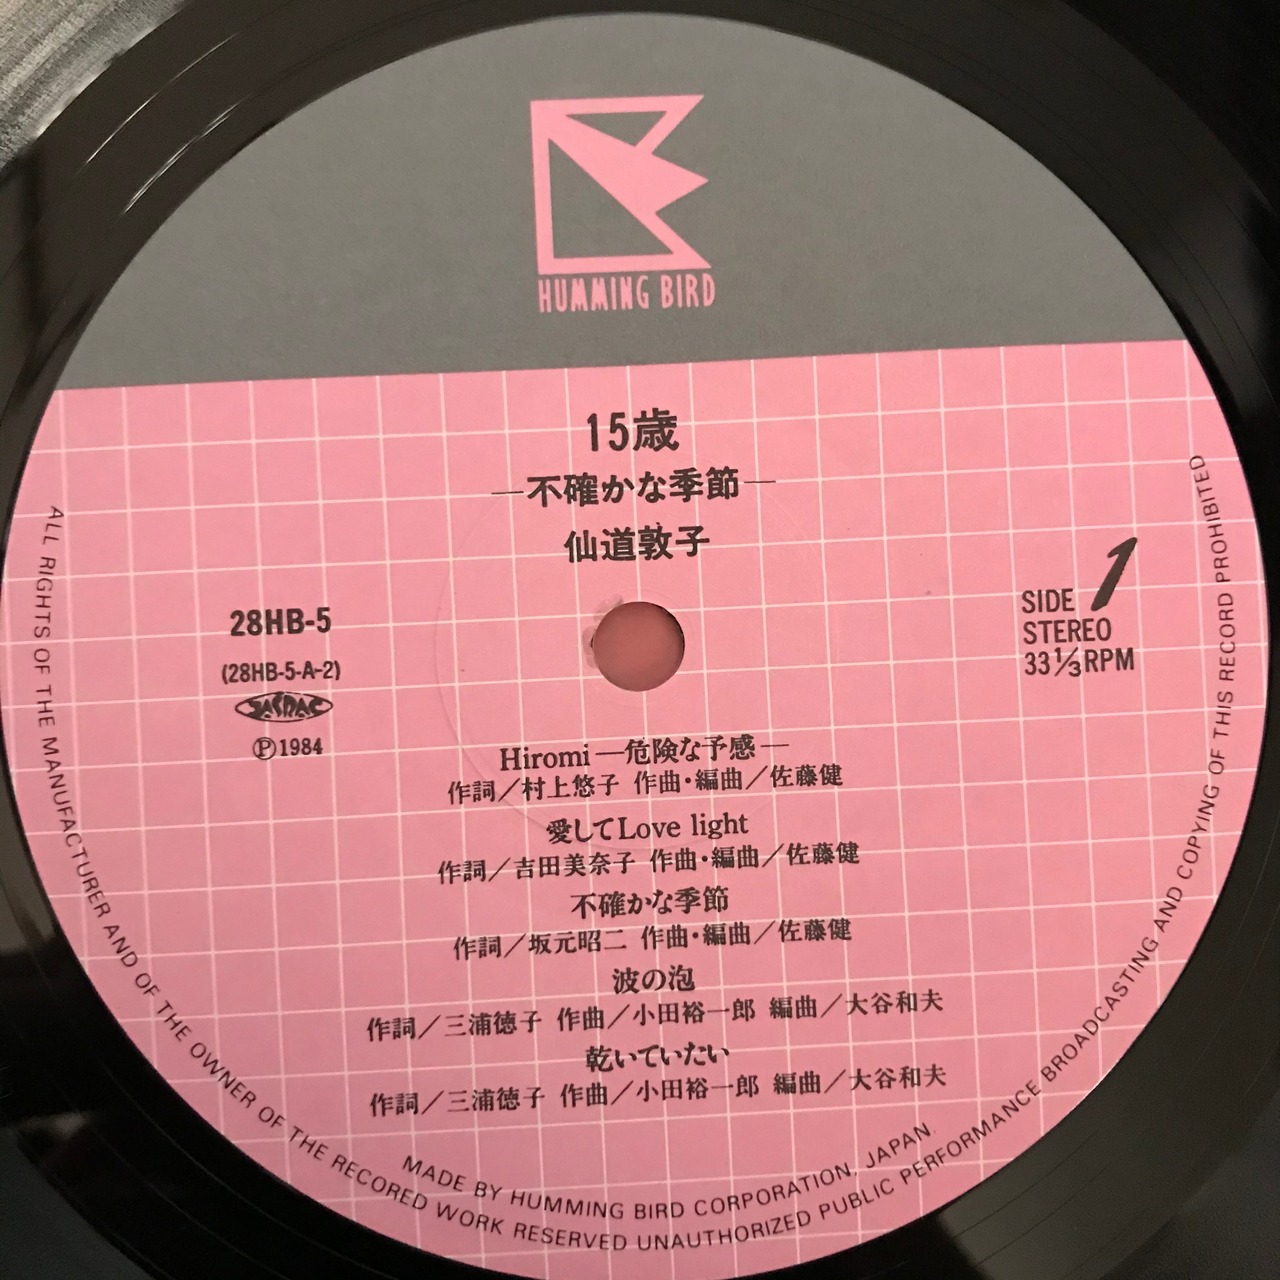 HUMMING BIRD
15歳
—不確かな季節—
仙道敦子
28HB-5
(28HB-5-A-2)
JASRAC
Ⓟ1984
SIDE 1
STEREO
33⅓RPM
Hiromi—危険な予感—
作詞／村上悠子 作曲・編曲／佐藤健
愛してLove light
作詞／吉田美奈子 作曲・編曲／佐藤健
不確かな季節
作詞／坂元昭二 作曲・編曲／佐藤健
波の泡
作詞／三浦徳子 作曲／小田裕一郎 編曲／大谷和夫
乾いていたい
作詞／三浦徳子 作曲／小田裕一郎 編曲／大谷和夫
MADE BY HUMMING BIRD CORPORATION, JAPAN.
ALL RIGHTS OF THE MANUFACTURER AND OF THE OWNER OF THE RECORED WORK RESERVED UNAUTHORIZED PUBLIC PERFORMANCE BROADCASTING AND COPYING OF THIS RECORD PROHIBITED